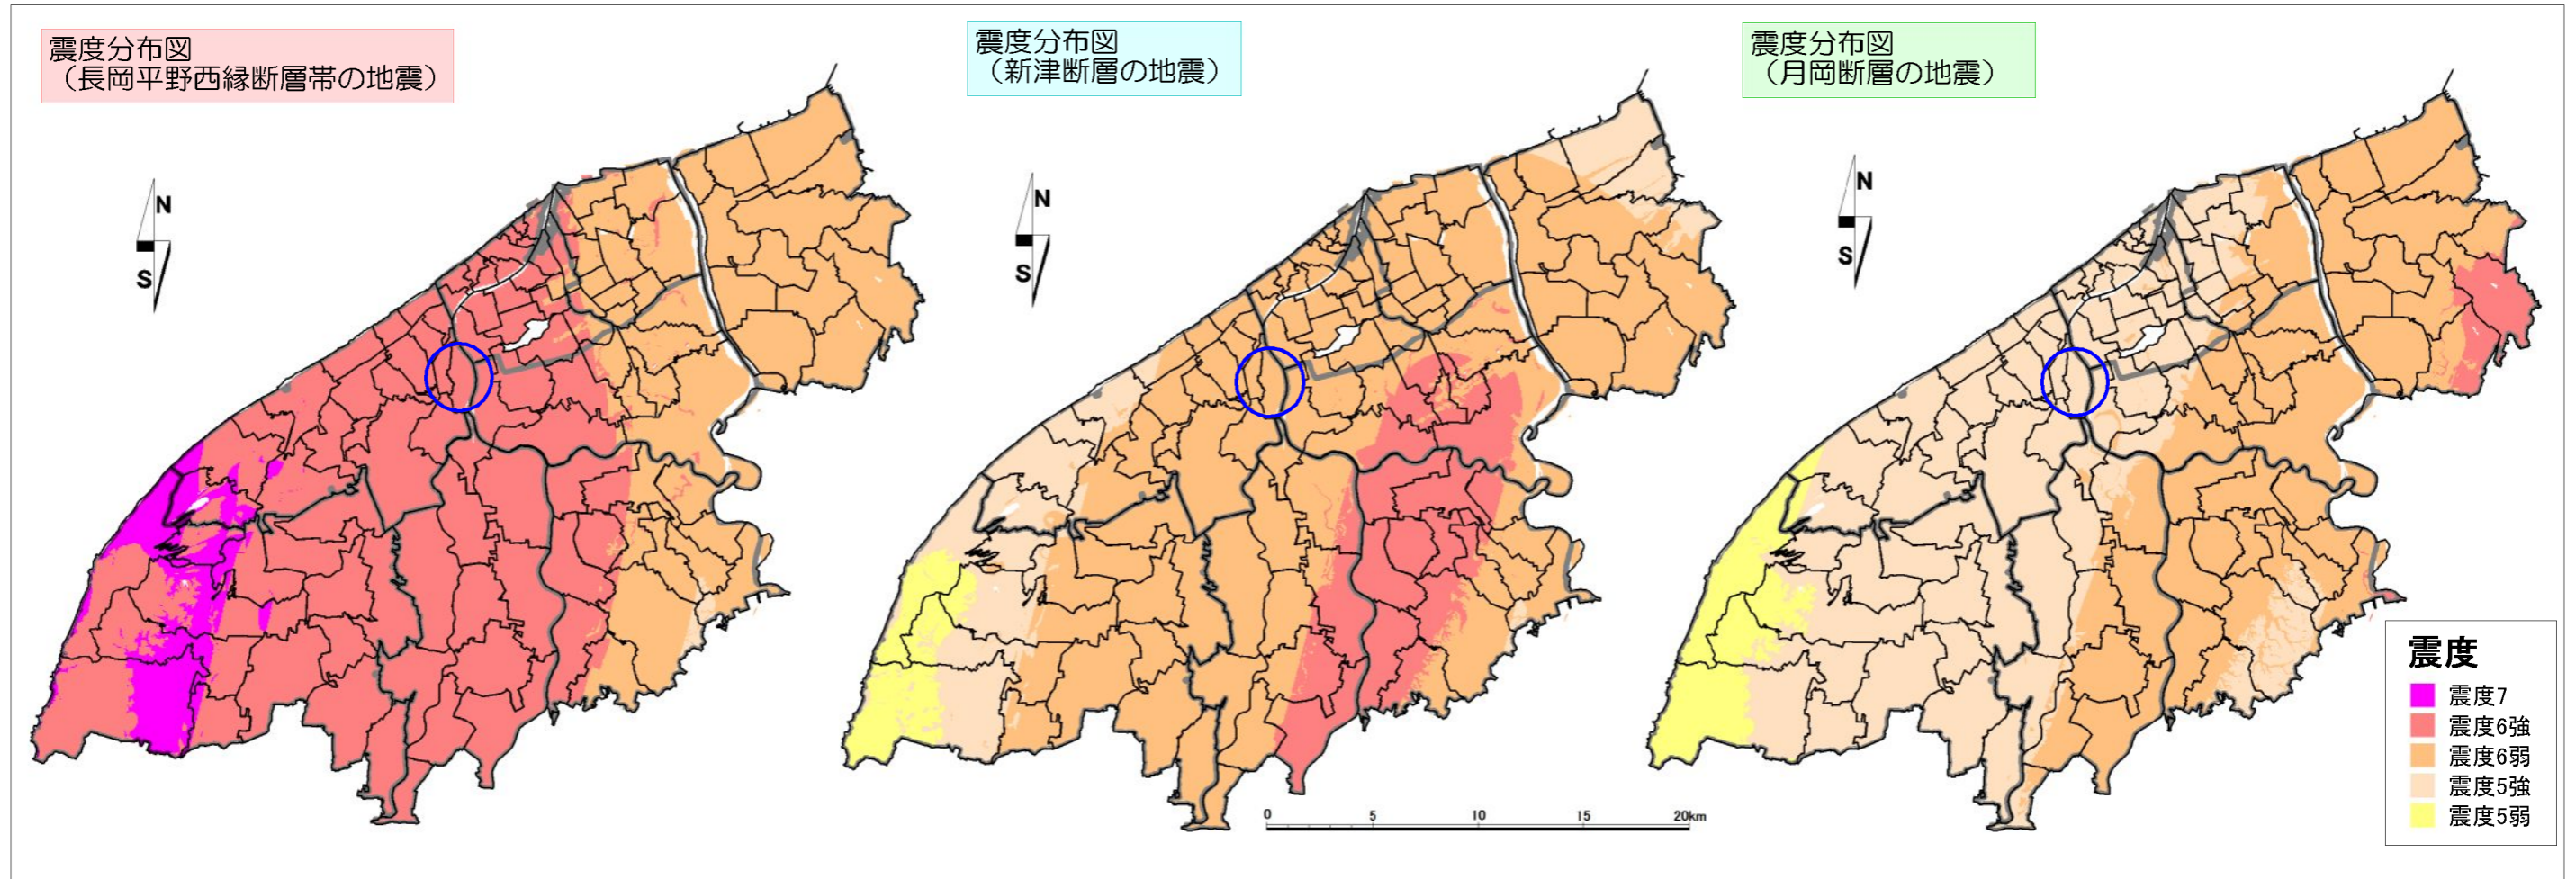 震度分布図
（長岡平野西縁断層帯の地震）
震度分布図
（新津断層の地震）
震度分布図
（月岡断層の地震）
N
S
N
S
N
S
震度
震度7
震度6強
震度6弱
震度5強
震度5弱
0 5 10 15 20km